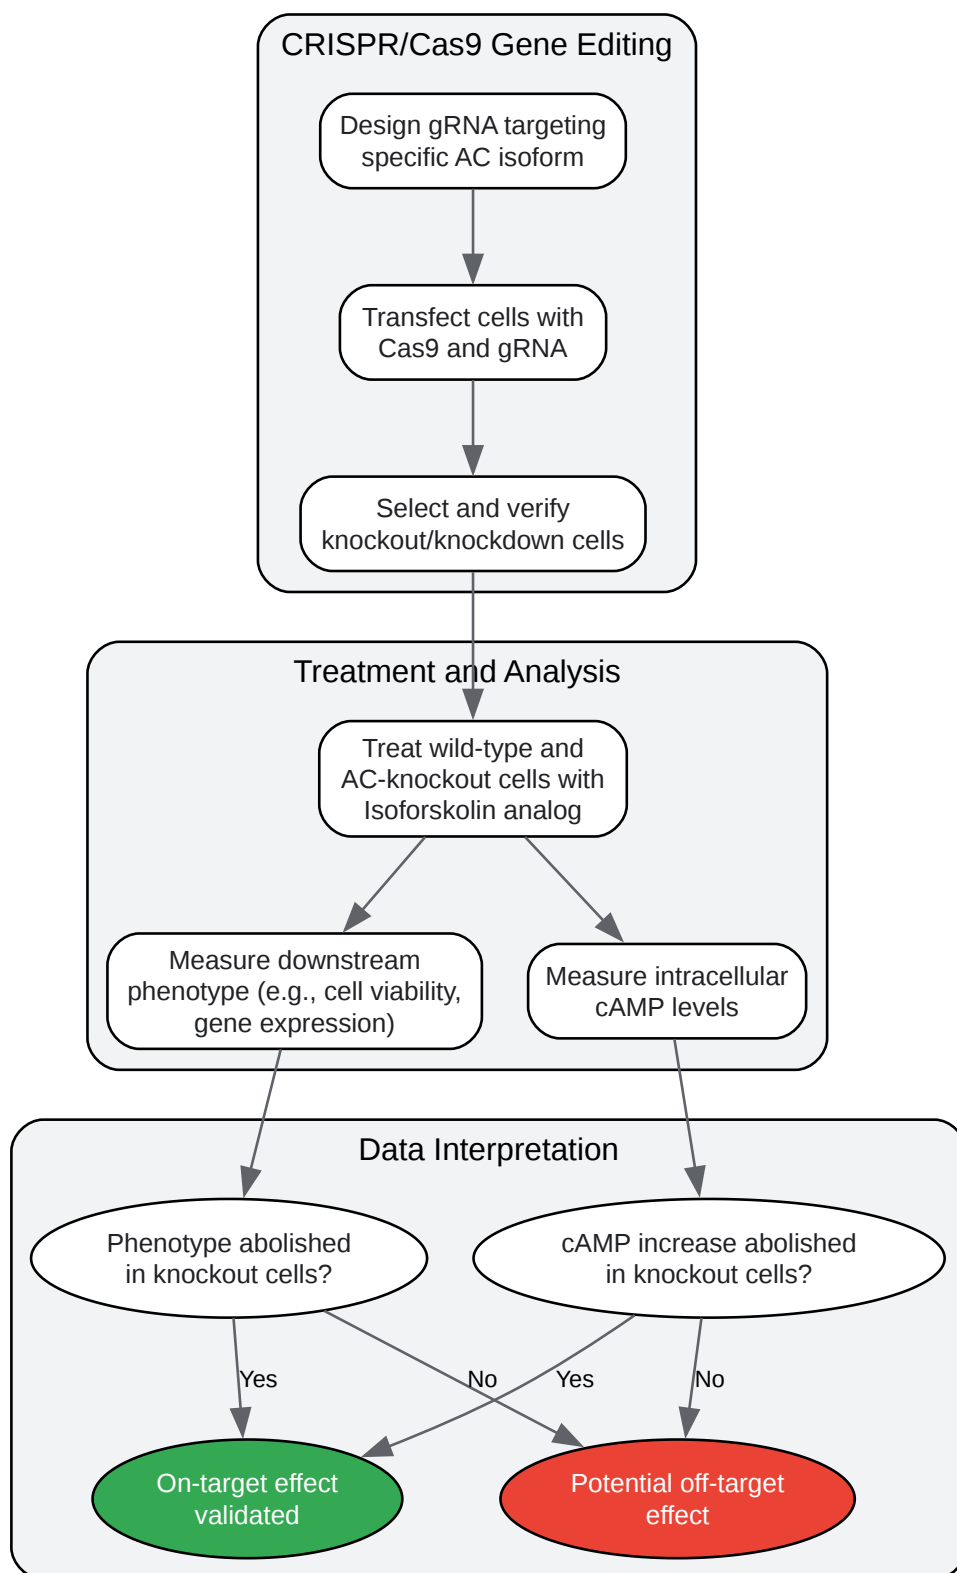 CRISPR/Cas9 Gene Editing
Design gRNA targeting
specific AC isoform
Transfect cells with
Cas9 and gRNA
Select and verify
knockout/knockdown cells
Treatment and Analysis
Treat wild-type and
AC-knockout cells with
Isoforskolin analog
Measure downstream
phenotype (e.g., cell viability,
gene expression)
Measure intracellular
cAMP levels
Data Interpretation
Phenotype abolished
in knockout cells?
cAMP increase abolished
in knockout cells?
Yes
No
Yes
No
On-target effect
validated
Potential off-target
effect